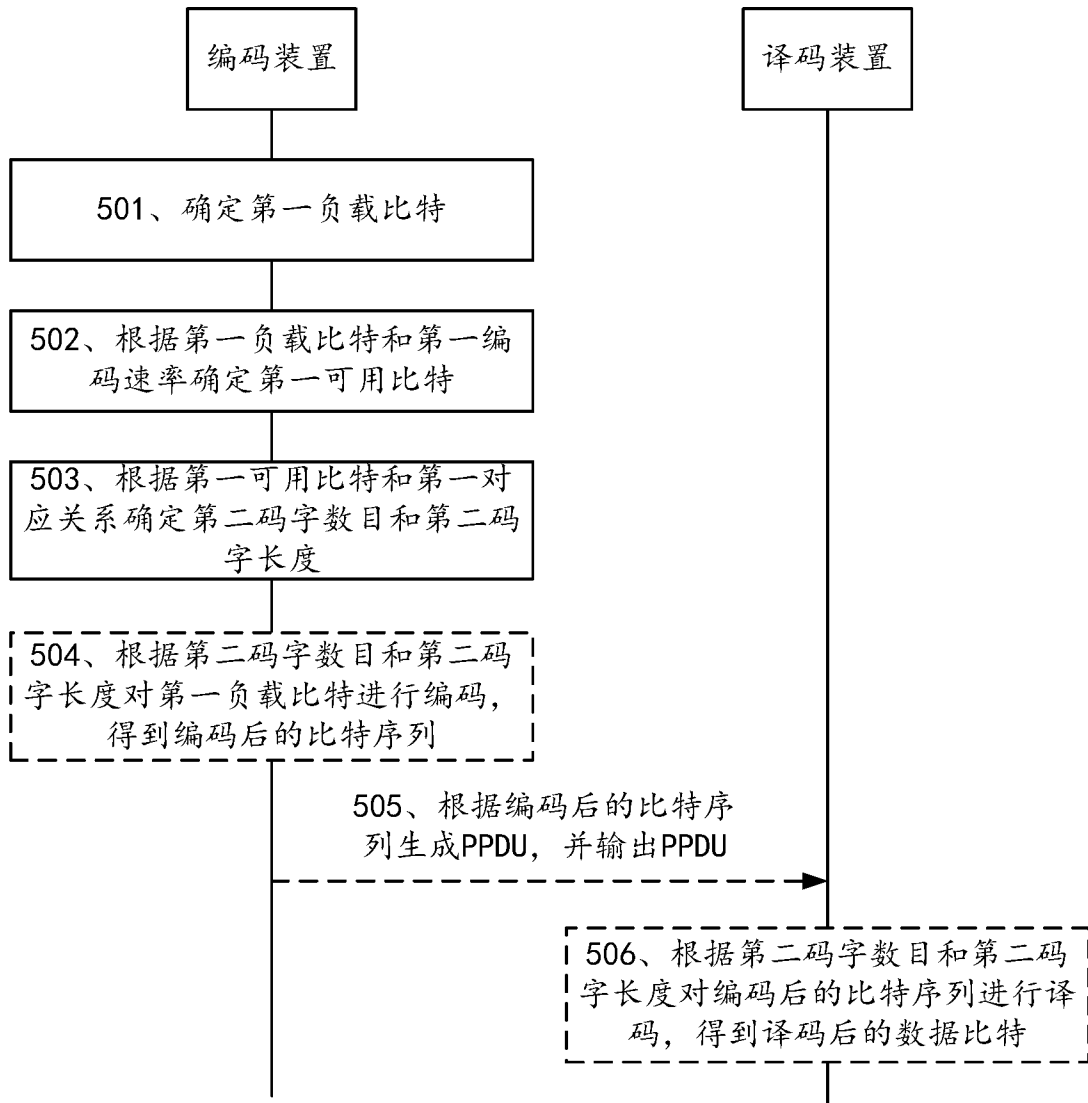 编码装置
译码装置
501、确定第一负载比特
502、根据第一负载比特和第一编
码速率确定第一可用比特
503、根据第一可用比特和第一对
应关系确定第二码字数目和第二码
字长度
504、根据第二码字数目和第二码
字长度对第一负载比特进行编码，
得到编码后的比特序列
505、根据编码后的比特序
列生成PPDU，并输出PPDU
506、根据第二码字数目和第二码
字长度对编码后的比特序列进行译
码，得到译码后的数据比特